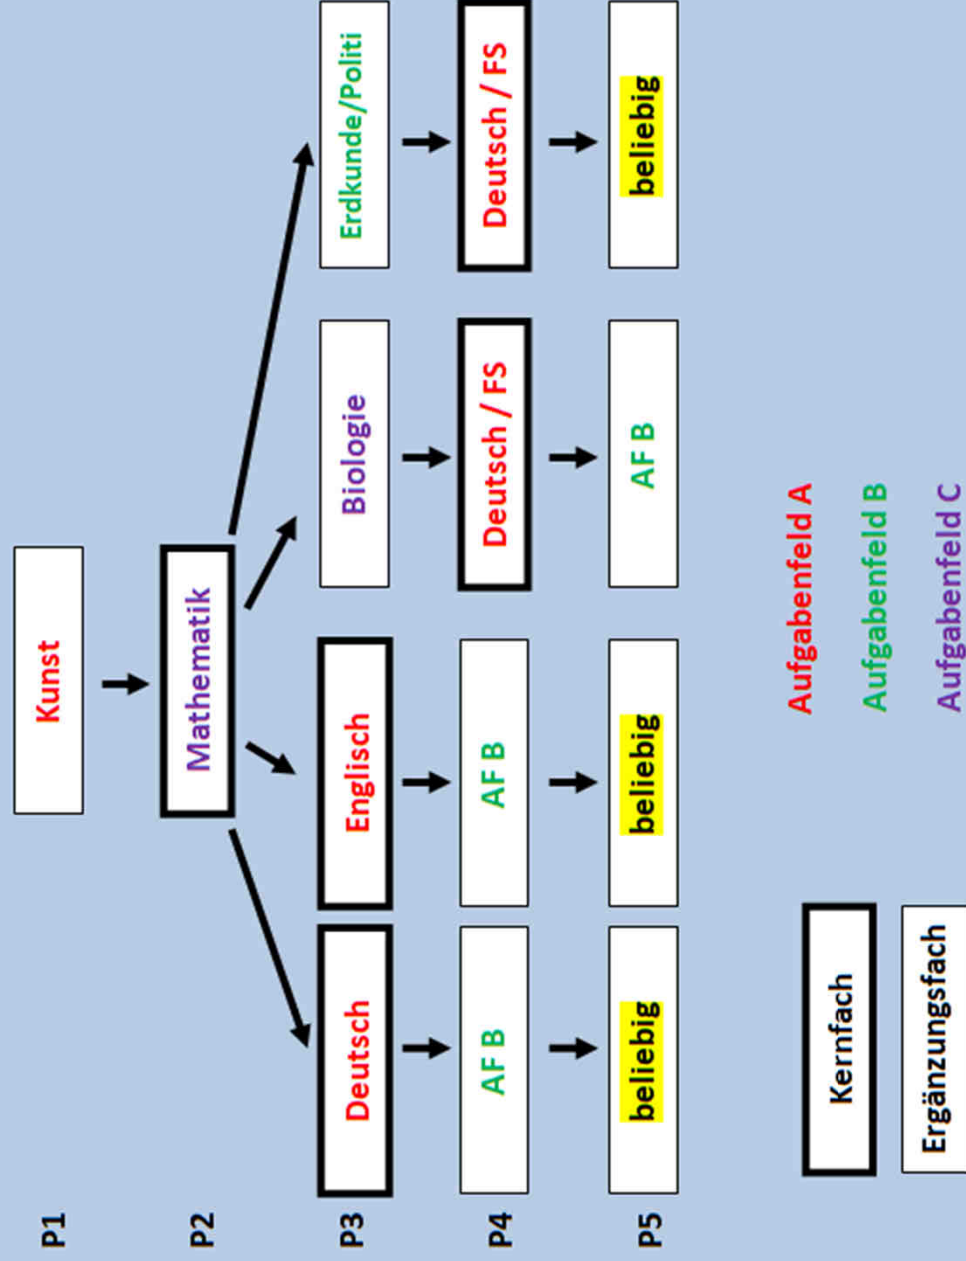 P1
Kunst
P2
Mathematik
P3
Deutsch
Englisch
Biologie
Erdkunde/Politi
P4
AF B
AF B
Deutsch / FS
Deutsch / FS
P5
beliebig
beliebig
AF B
beliebig
Kernfach
Ergänzungsfach
Aufgabenfeld A
Aufgabenfeld B
Aufgabenfeld C